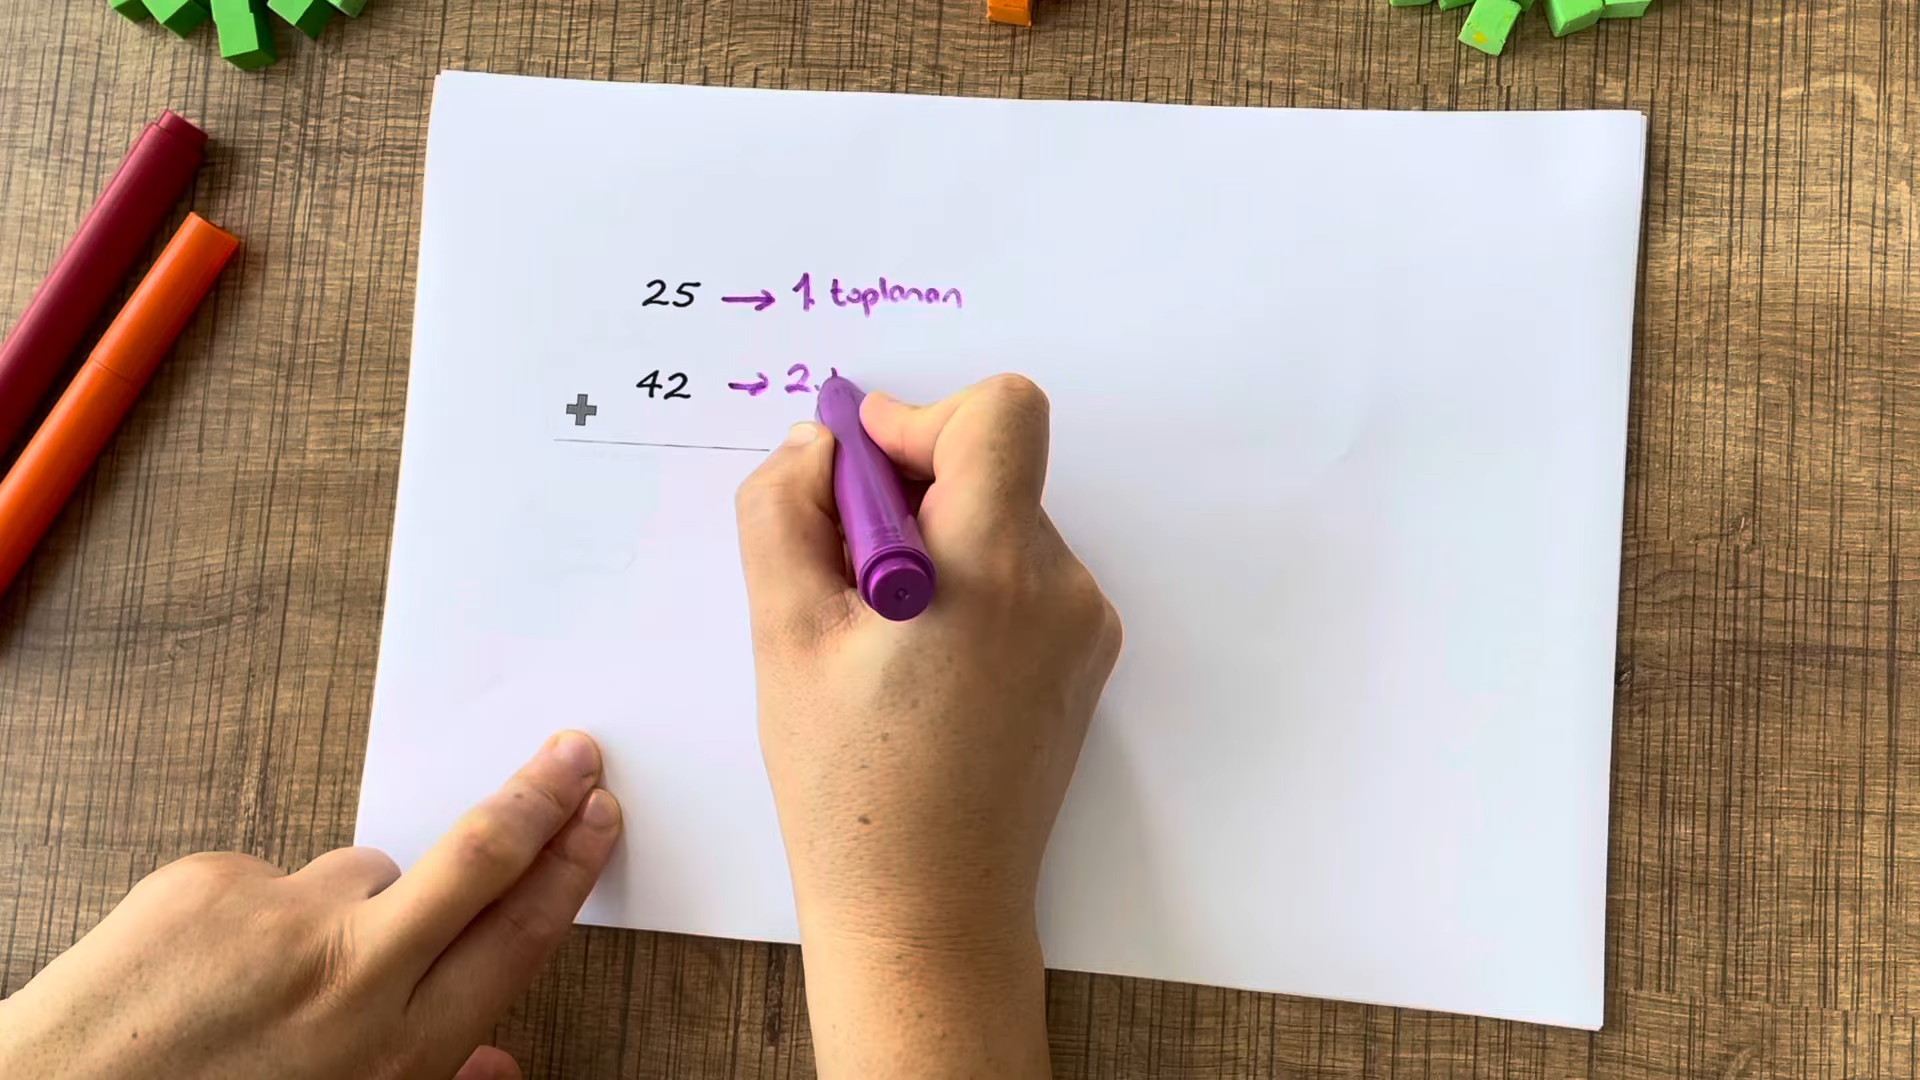 25 → 1. toplanan
+ 42 → 2.